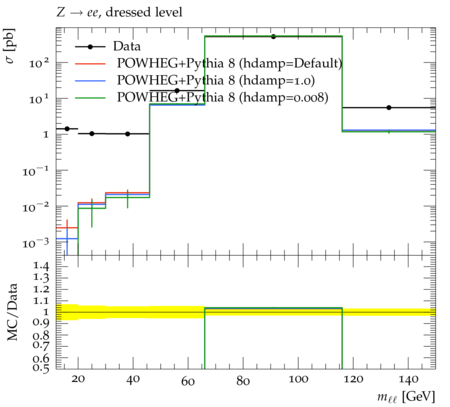 Z → ee, dressed level
σ [pb]
Data
POWHEG+Pythia 8 (hdamp=Default)
POWHEG+Pythia 8 (hdamp=1.0)
POWHEG+Pythia 8 (hdamp=0.008)
10²
10¹
1
10⁻¹
10⁻²
10⁻³
MC/Data
1.4
1.3
1.2
1.1
1
0.9
0.8
0.7
0.6
0.5
20 40 60 80 100 120 140
mℓℓ [GeV]